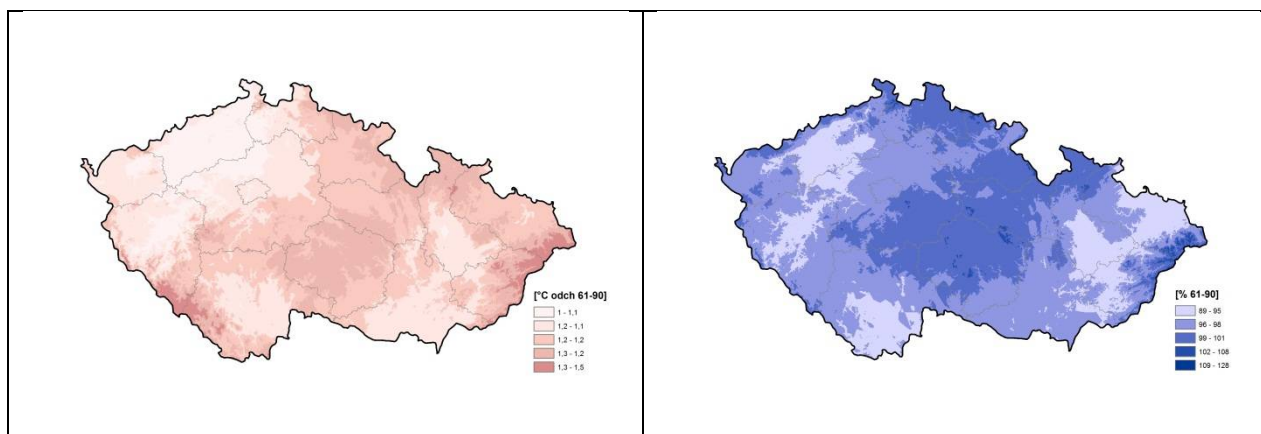 [°C odch 61-90]
1 - 1,1
1,2 - 1,1
1,2 - 1,2
1,3 - 1,2
1,3 - 1,5
[% 61-90]
89 - 95
96 - 98
99 - 101
102 - 108
109 - 128